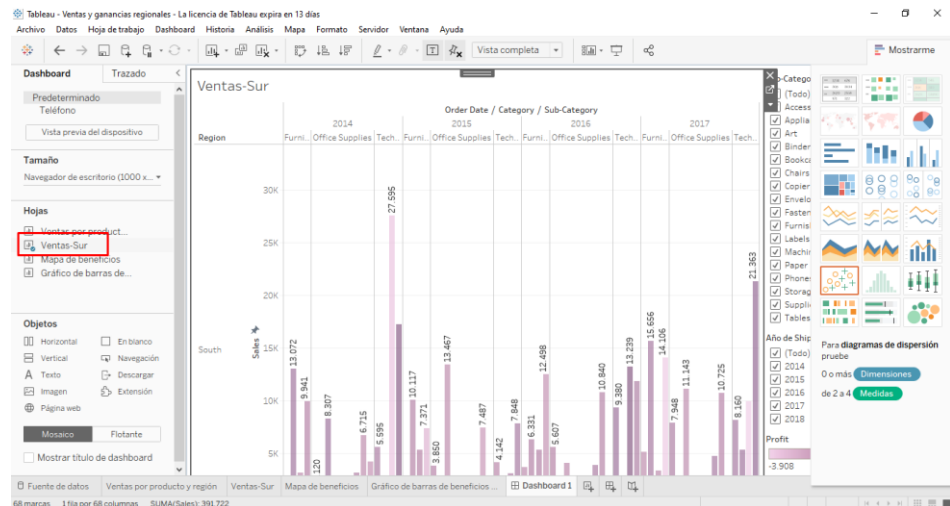 Tableau - Ventas y ganancias regionales - La licencia de Tableau expira en 13 días
Archivo Datos Hoja de trabajo Dashboard Historia Análisis Mapa Formato Servidor Ventana Ayuda
Vista completa
Mostrarme
Dashboard Trazado
Predeterminado
Teléfono
Vista previa del dispositivo
Tamaño
Navegador de escritorio (1000 x...
Hojas
Ventas por product...
Ventas-Sur
Mapa de beneficios
Gráfico de barras de...
Objetos
Horizontal En blanco
Vertical Navegación
Texto Descargar
Imagen Extensión
Página web
Mosaico Flotante
Mostrar título de dashboard
Ventas-Sur
Order Date / Category / Sub-Category
2014 2015 2016 2017
Region Furni.. Office Supplies Tech.. Furni.. Office Supplies Tech.. Furni.. Office Supplies Tech.. Furni.. Office Supplies Tech..
South
Sales
30K
25K
20K
15K
10K
5K
13.072
9.941
120
8.307
6.715
5.595
27.595
10.117
7.371
3.850
13.467
7.487
4.142
7.848
6.331
12.498
5.607
10.840
9.380
13.239
15.656
14.106
7.948
11.143
10.725
8.160
21.363
(Todo)
Access
Applia
Art
Binder
Bookca
Chairs
Copier
Envelo
Fasten
Furnis
Labels
Machin
Paper
Phone
Storag
Suppli
Tables
Año de Ship
(Todo)
2014
2015
2016
2017
2018
Profit
-3.908
Para diagramas de dispersión
pruebe
0 o más Dimensiones
de 2 a 4 Medidas
Fuente de datos Ventas por producto y región Ventas-Sur Mapa de beneficios Gráfico de barras de beneficios ... Dashboard 1
68 marcas 1 fila por 68 columnas SUMA(Sales): 391.722